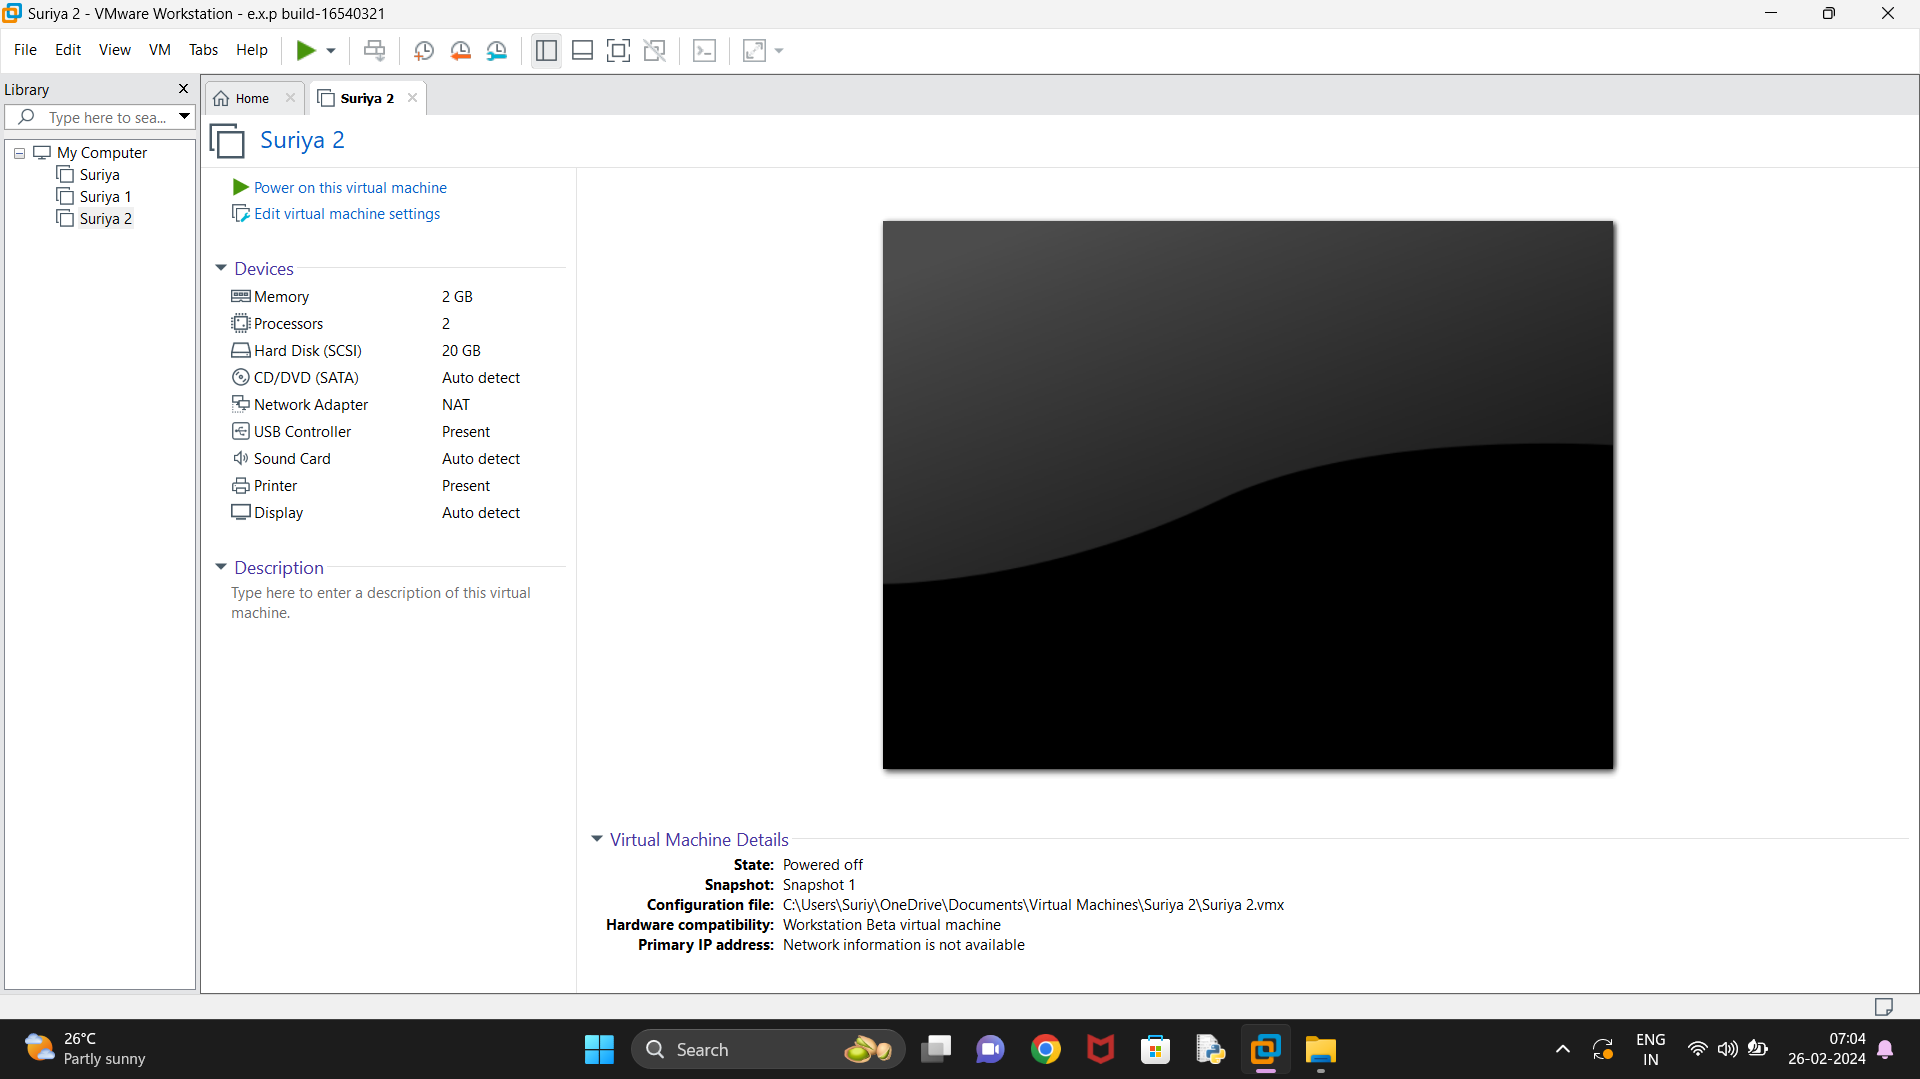 Suriya 2 - VMware Workstation - e.x.p build-16540321
File Edit View VM Tabs Help
Library
Type here to sea...
My Computer
Suriya
Suriya 1
Suriya 2
Home
Suriya 2
Suriya 2
Power on this virtual machine
Edit virtual machine settings
Devices
Memory 2 GB
Processors 2
Hard Disk (SCSI) 20 GB
CD/DVD (SATA) Auto detect
Network Adapter NAT
USB Controller Present
Sound Card Auto detect
Printer Present
Display Auto detect
Description
Type here to enter a description of this virtual
machine.
Virtual Machine Details
State: Powered off
Snapshot: Snapshot 1
Configuration file: C:\Users\Suriy\OneDrive\Documents\Virtual Machines\Suriya 2\Suriya 2.vmx
Hardware compatibility: Workstation Beta virtual machine
Primary IP address: Network information is not available
26°C
Partly sunny
Search
ENG
IN
07:04
26-02-2024